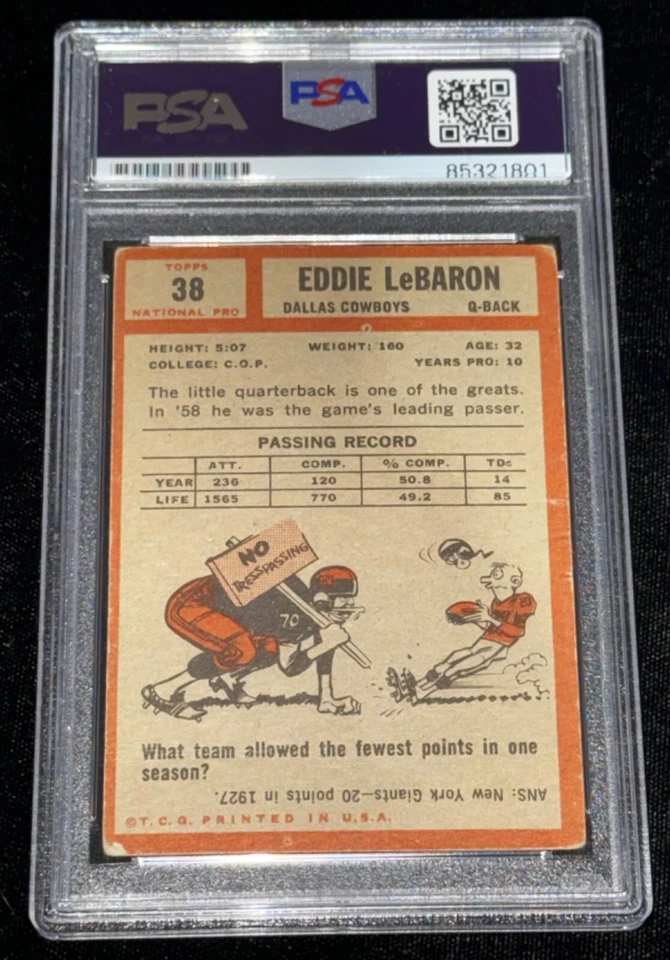 PSA
PSA
85321801
TOPPS
38
NATIONAL PRO
EDDIE LeBARON
DALLAS COWBOYS Q-BACK
HEIGHT: 5:07 WEIGHT: 160 AGE: 32
COLLEGE: C.O.P. YEARS PRO: 10
The little quarterback is one of the greats.
In '58 he was the game's leading passer.
PASSING RECORD
ATT. COMP. % COMP. TDs
YEAR 236 120 50.8 14
LIFE 1565 770 49.2 85
NO
TRESSPASSING
70
What team allowed the fewest points in one
season?
ANS: New York Giants—20 points in 1927.
©T.C.G. PRINTED IN U.S.A.